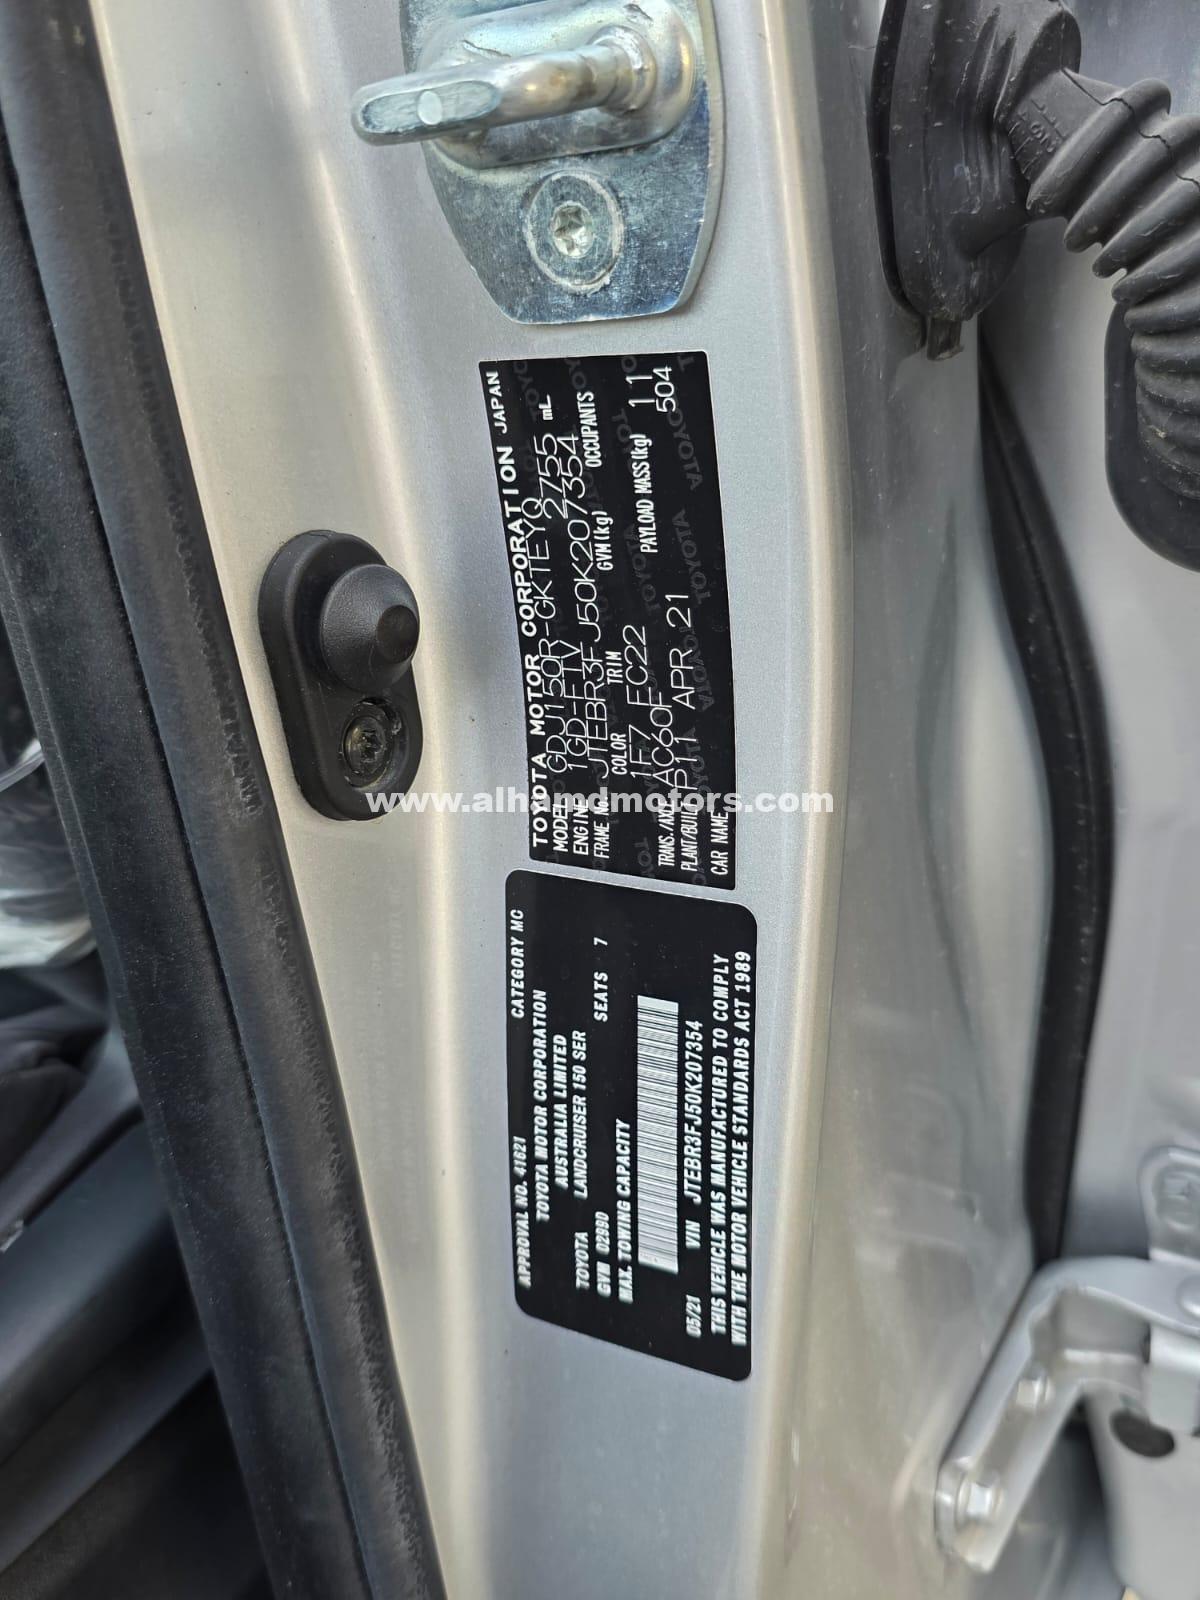 TOYOTA MOTOR CORPORATION JAPAN
MODEL GDJ150R-GKTEYQ
ENGINE 1GD-FTV 2755 mL
FRAME No. JTEBR3FJ50K207354
COLOR TRIM GVM(kg) OCCUPANTS
1F7 FC22
TRANS./AXLE AC60F PAYLOAD MASS(kg) 11
PLANT/BUILT P11 APR 21 504
CAR NAME
APPROVAL NO. 41621 CATEGORY MC
TOYOTA MOTOR CORPORATION
AUSTRALIA LIMITED
TOYOTA LANDCRUISER 150 SER
GVM 02990 SEATS 7
MAX. TOWING CAPACITY
05/21 VIN JTEBR3FJ50K207354
THIS VEHICLE WAS MANUFACTURED TO COMPLY
WITH THE MOTOR VEHICLE STANDARDS ACT 1989
www.alhamdmotors.com